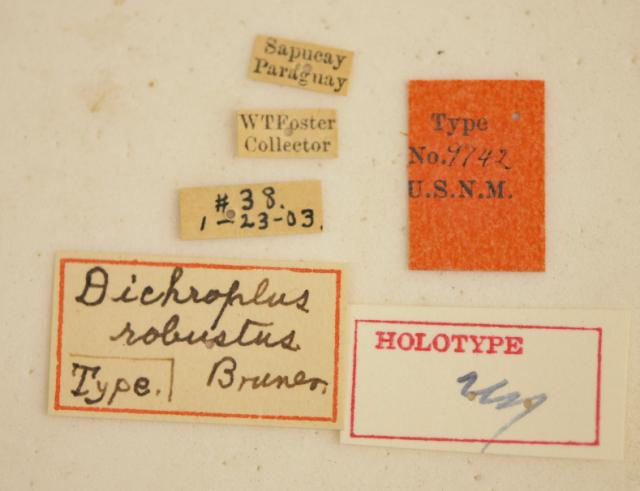 Sapucay
Paraguay
WTFoster
Collector
# 38.
1-23-03.
Type
No. 9742
U.S.N.M.
Dichroplus
robustus
Type. Bruner.
HOLOTYPE